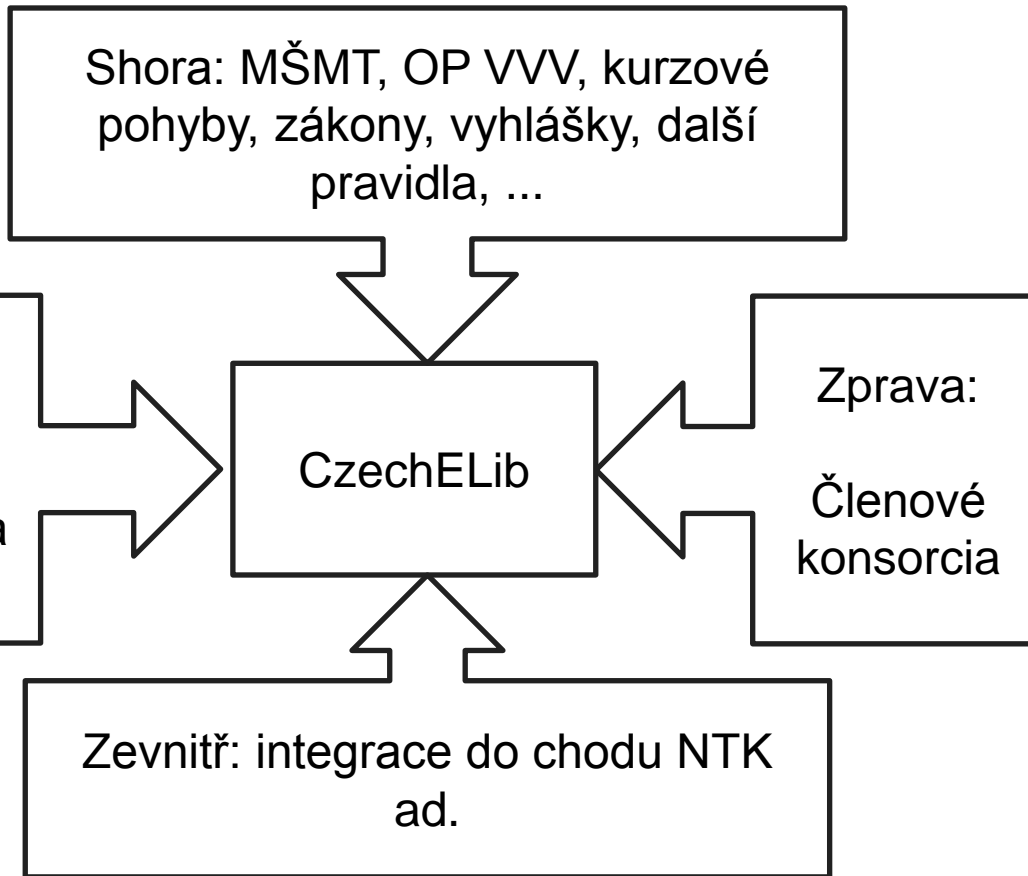 Shora: MŠMT, OP VVV, kurzové
pohyby, zákony, vyhlášky, další
pravidla, ...
CzechELib
Zprava:
Členové
konsorcia
Zevnitř: integrace do chodu NTK
ad.